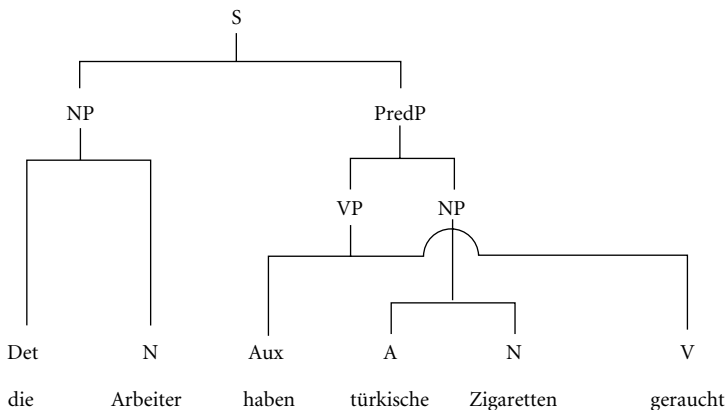 S
NP PredP
VP NP
Det N Aux A N V
die Arbeiter haben türkische Zigaretten geraucht